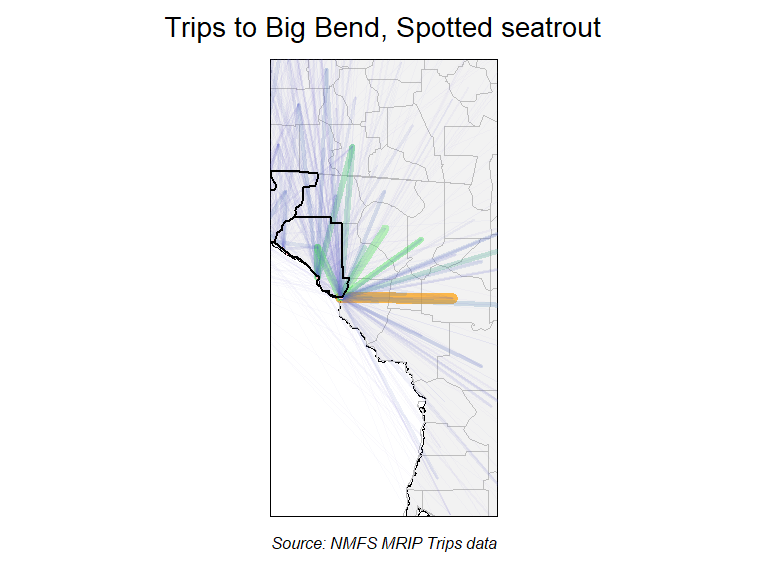 Trips to Big Bend, Spotted seatrout
Source: NMFS MRIP Trips data